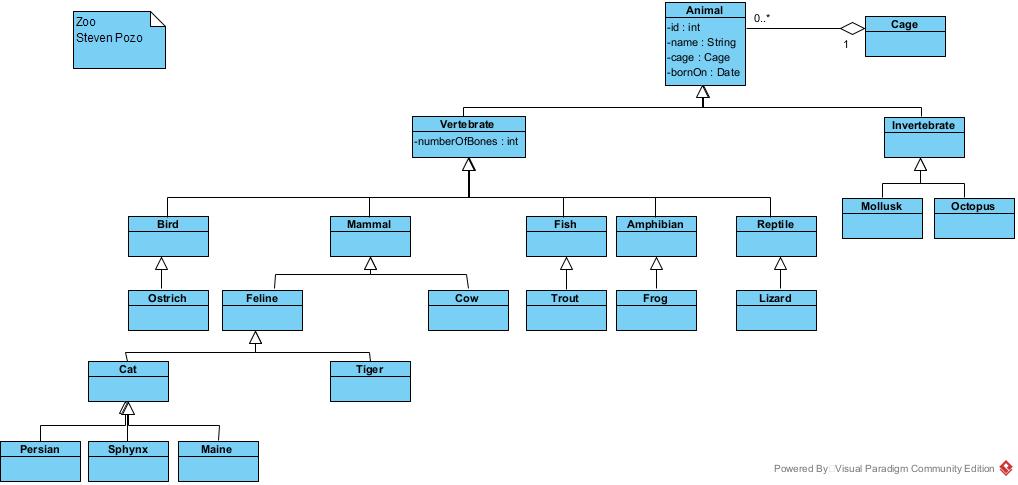 Zoo
Steven Pozo
Animal
-id : int
-name : String
-cage : Cage
-bornOn : Date
0..*
1
Cage
Vertebrate
-numberOfBones : int
Invertebrate
Bird
Mammal
Fish
Amphibian
Reptile
Mollusk
Octopus
Ostrich
Feline
Cow
Trout
Frog
Lizard
Cat
Tiger
Persian
Sphynx
Maine
Powered By Visual Paradigm Community Edition